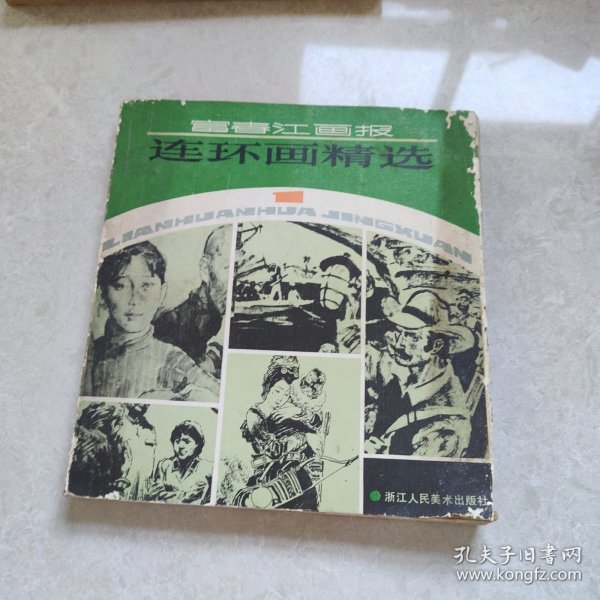 富春江画报
连环画精选
1
LIANHUANHUA JINGXUAN
浙江人民美术出版社
孔夫子旧书网
www.kongfz.com